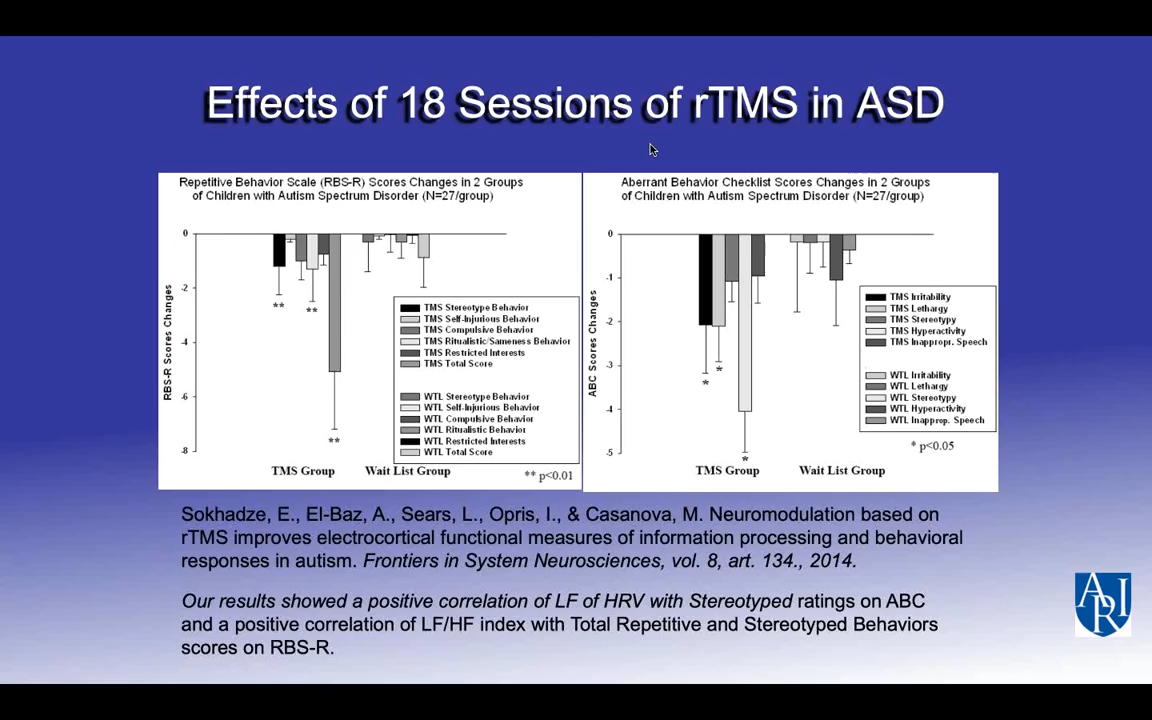 Effects of 18 Sessions of rTMS in ASD
Repetitive Behavior Scale (RBS-R) Scores Changes in 2 Groups
of Children with Autism Spectrum Disorder (N=27/group)
0
-2
-4
-6
-8
RBS-R Scores Changes
**
**
**
TMS Stereotype Behavior
TMS Self-Injurious Behavior
TMS Compulsive Behavior
TMS Ritualistic/Sameness Behavior
TMS Restricted Interests
TMS Total Score
WTL Stereotype Behavior
WTL Self-Injurious Behavior
WTL Compulsive Behavior
WTL Ritualistic Behavior
WTL Restricted Interests
WTL Total Score
TMS Group
Wait List Group
** p<0.01
Aberrant Behavior Checklist Scores Changes in 2 Groups
of Children with Autism Spectrum Disorder (N=27/group)
0
-1
-2
-3
-4
-5
ABC Scores Changes
*
*
*
TMS Irritability
TMS Lethargy
TMS Stereotypy
TMS Hyperactivity
TMS Inappropr. Speech
WTL Irritability
WTL Lethargy
WTL Stereotypy
WTL Hyperactivity
WTL Inapprop. Speech
* p<0.05
TMS Group
Wait List Group
Sokhadze, E., El-Baz, A., Sears, L., Opris, I., & Casanova, M. Neuromodulation based on
rTMS improves electrocortical functional measures of information processing and behavioral
responses in autism. Frontiers in System Neurosciences, vol. 8, art. 134., 2014.
Our results showed a positive correlation of LF of HRV with Stereotyped ratings on ABC
and a positive correlation of LF/HF index with Total Repetitive and Stereotyped Behaviors
scores on RBS-R.
ARI